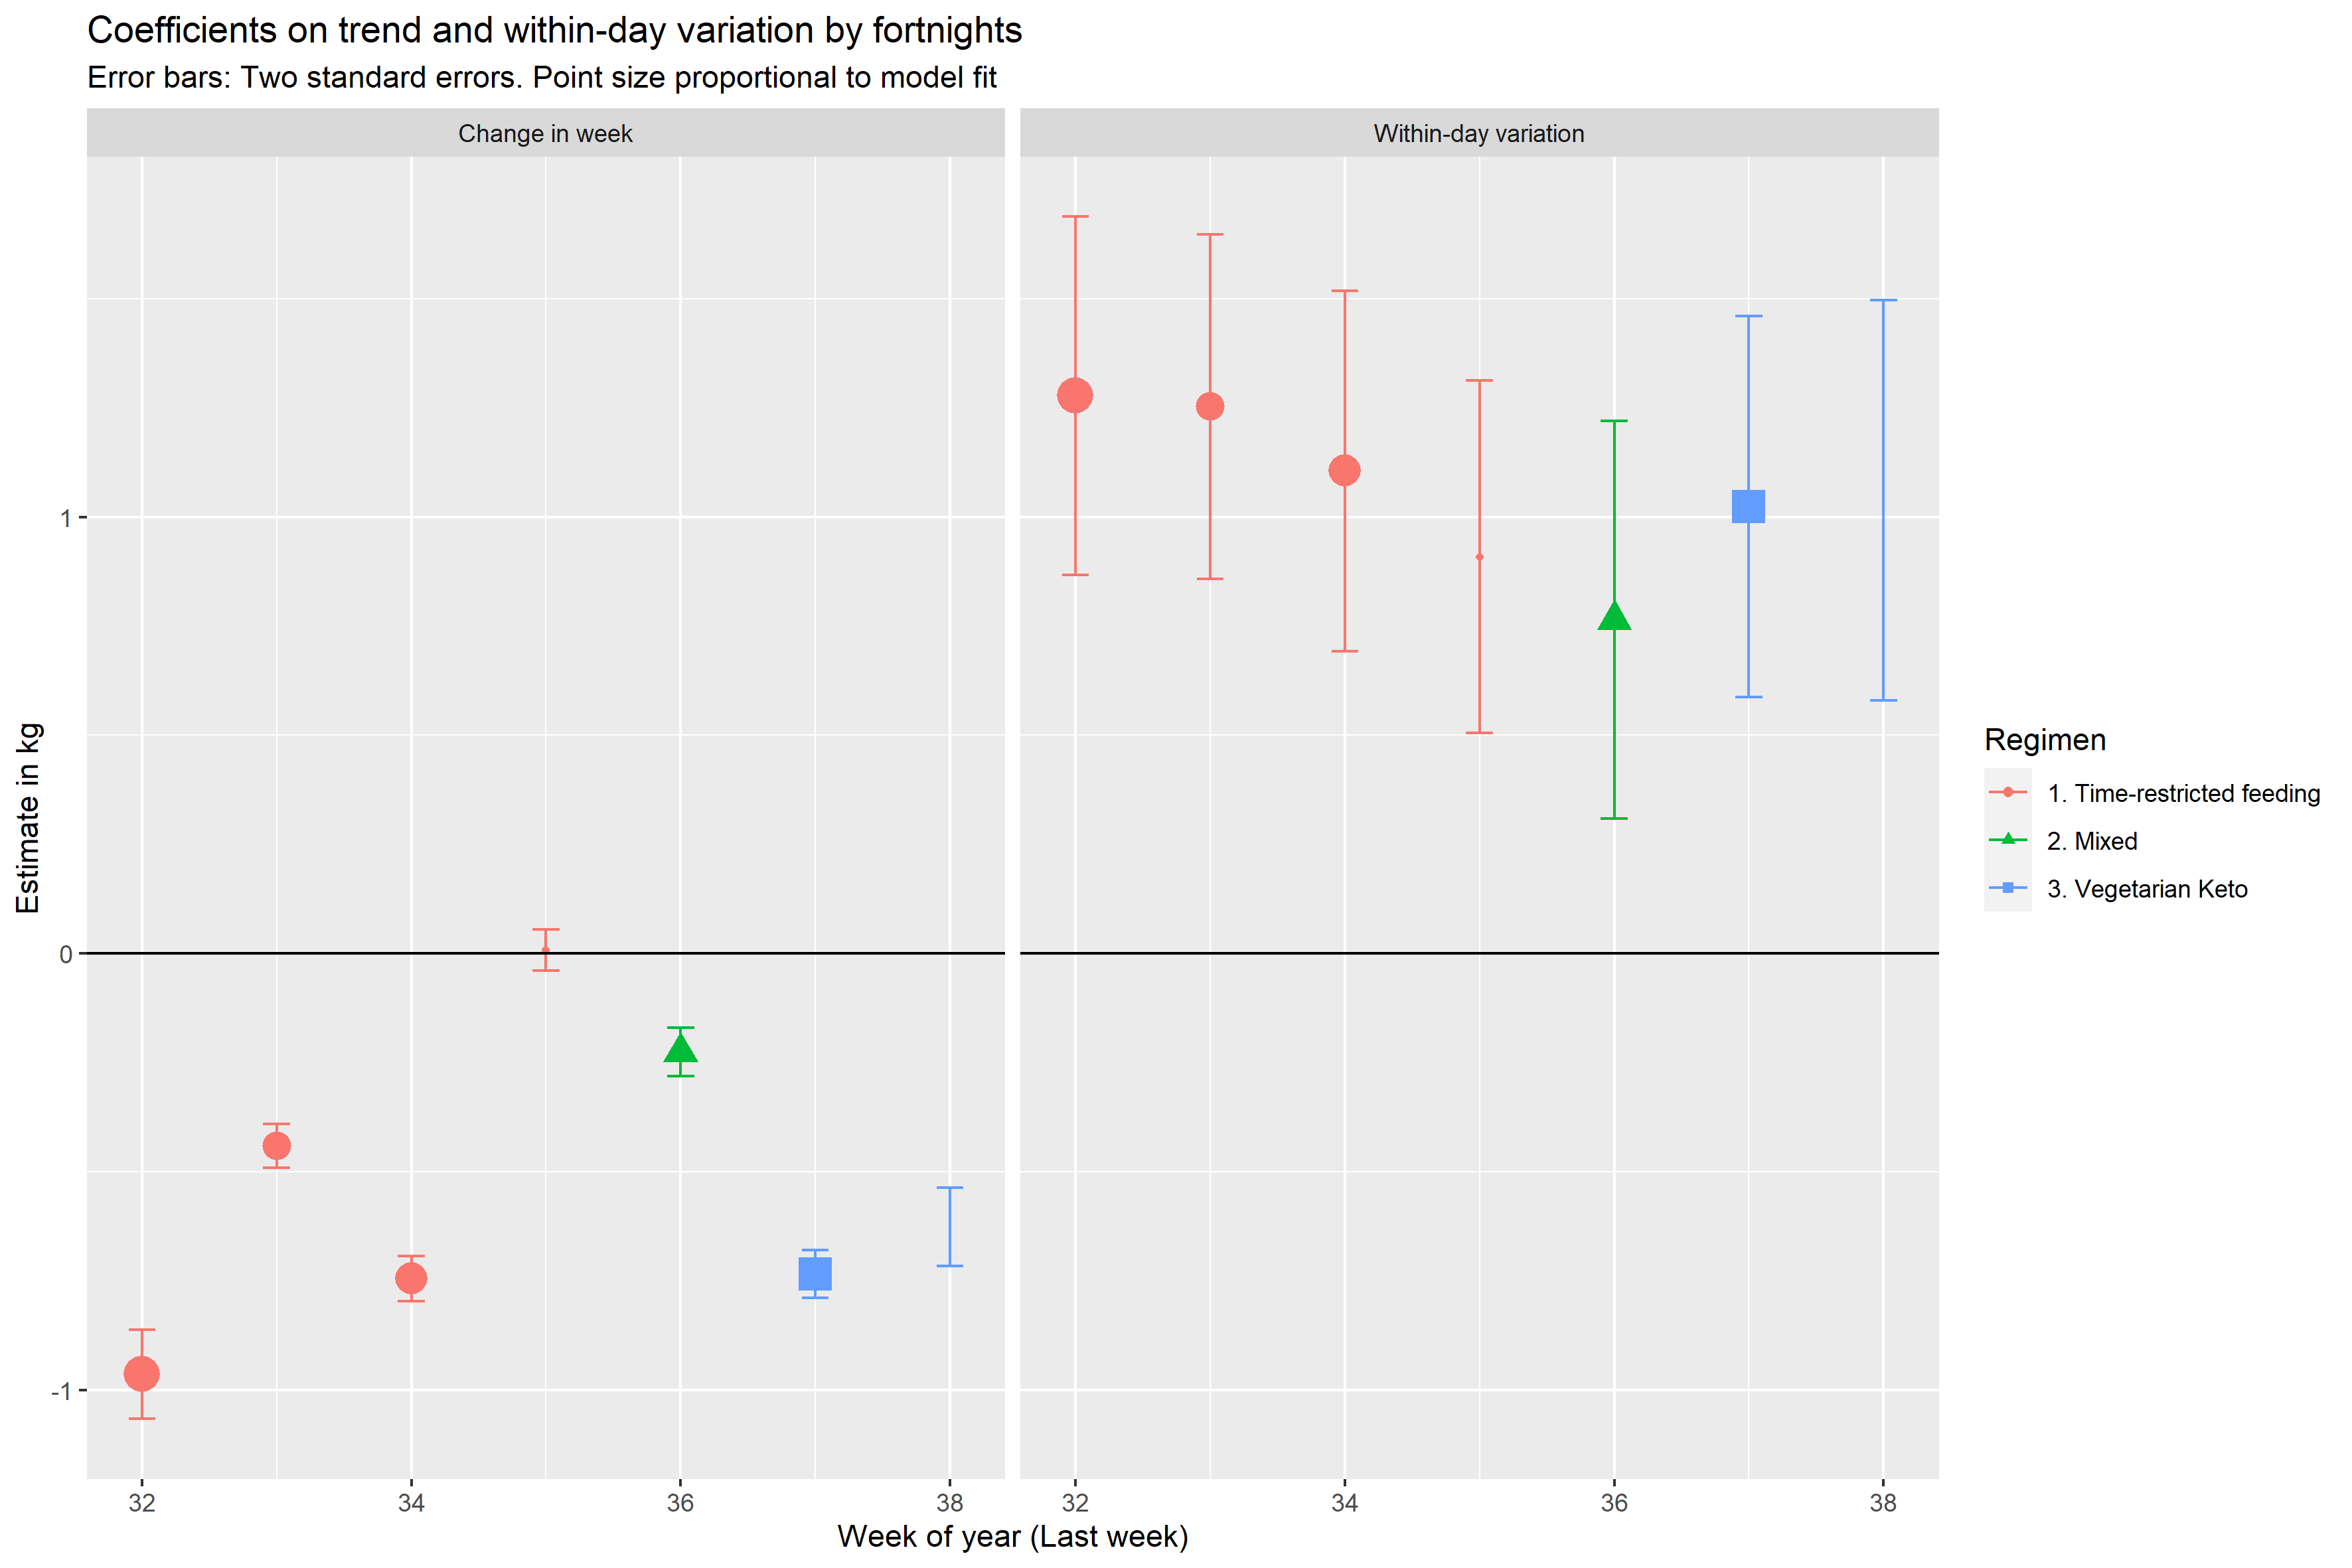 Coefficients on trend and within-day variation by fortnights
Error bars: Two standard errors. Point size proportional to model fit
Change in week
Within-day variation
Estimate in kg
1
0
-1
32
34
36
38
32
34
36
38
Week of year (Last week)
Regimen
1. Time-restricted feeding
2. Mixed
3. Vegetarian Keto